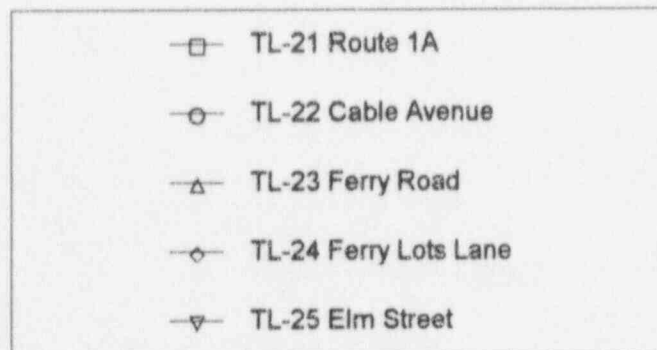 TL-21 Route 1A
TL-22 Cable Avenue
TL-23 Ferry Road
TL-24 Ferry Lots Lane
TL-25 Elm Street